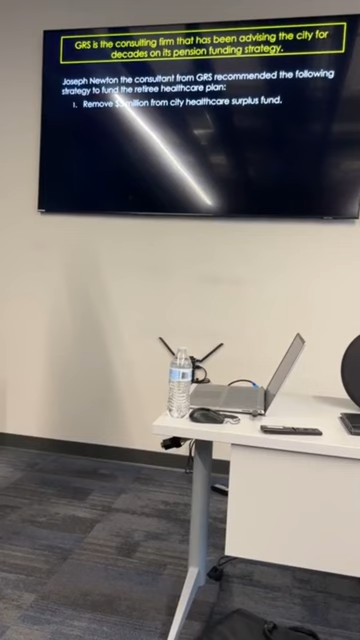 GRS is the consulting firm that has been advising the city for
decades on its pension funding strategy.
Joseph Newton the consultant from GRS recommended the following
strategy to fund the retiree healthcare plan:
1. Remove million from city healthcare surplus fund.